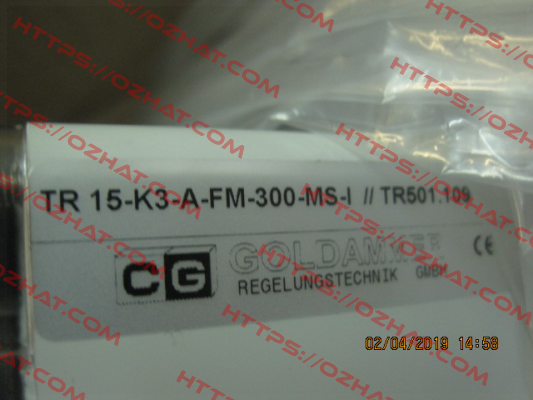 TR 15-K3-A-FM-300-MS-I // TR501.109
CG
GOLDAMMER
REGELUNGSTECHNIK GMBH
CE
02/04/2019 14:58
HTTPS://OZHAT.COM